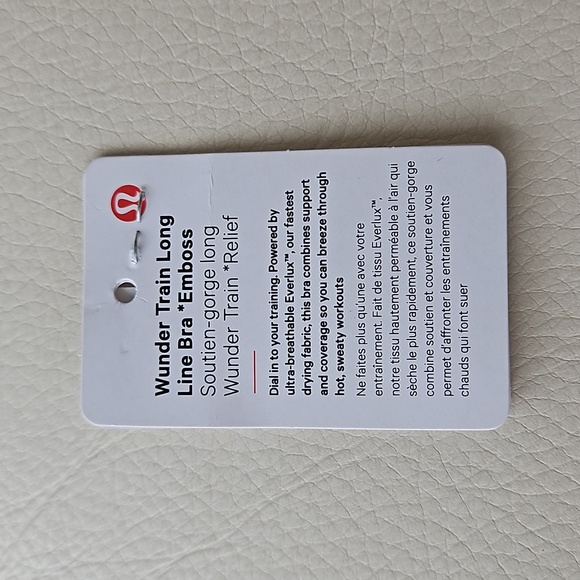 Wunder Train Long
Line Bra *Emboss
Soutien-gorge long
Wunder Train *Relief
Dial in to your training. Powered by
ultra-breathable Everlux™, our fastest
drying fabric, this bra combines support
and coverage so you can breeze through
hot, sweaty workouts
Ne faites plus qu'une avec votre
entraînement. Fait de tissu Everlux™,
notre tissu hautement perméable à l'air qui
sèche le plus rapidement, ce soutien-gorge
combine soutien et couverture et vous
permet d'affronter les entraînements
chauds qui font suer